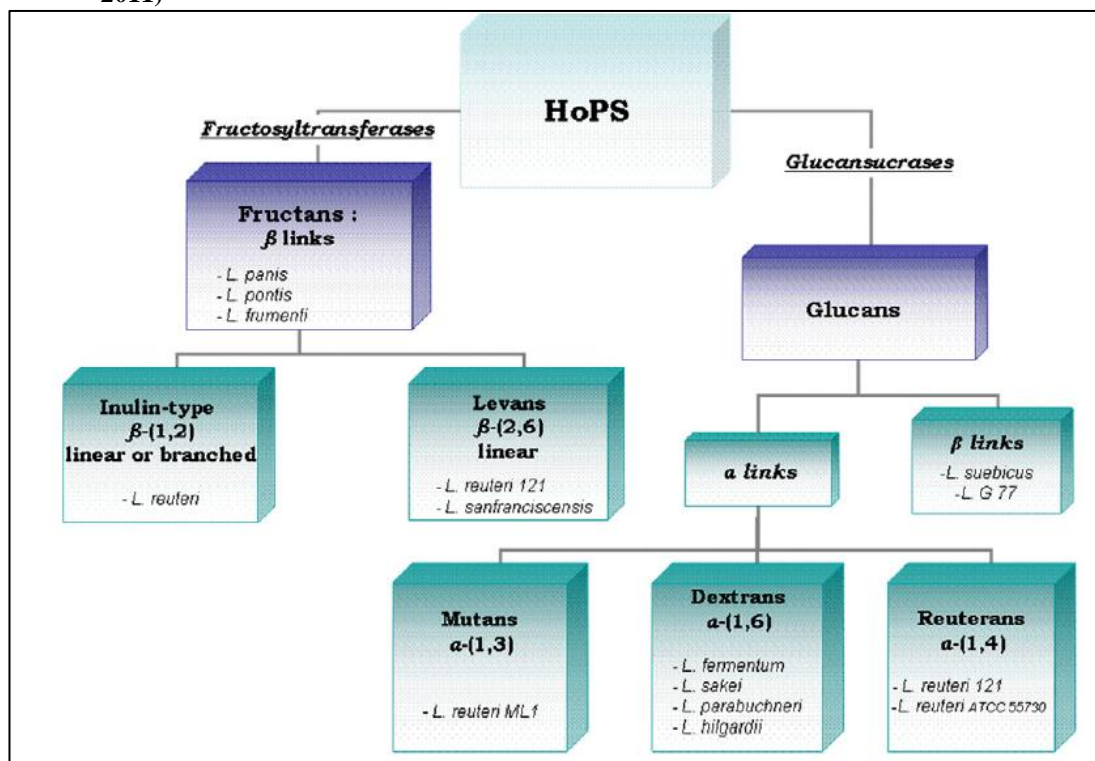 2011)
HoPS
Fructosyltransferases
Glucansucrases
Fructans :
β links
- L. panis
- L. pontis
- L. frumenti
Glucans
Inulin-type
β-(1,2)
linear or branched
- L. reuteri
Levans
β-(2,6)
linear
- L. reuteri 121
- L. sanfranciscensis
α links
β links
-L. suebicus
-L. G 77
Mutans
α-(1,3)
- L. reuteri ML1
Dextrans
α-(1,6)
- L. fermentum
- L. sakei
- L. parabuchneri
- L. hilgardii
Reuterans
α-(1,4)
- L. reuteri 121
-L. reuteri ATCC 55730